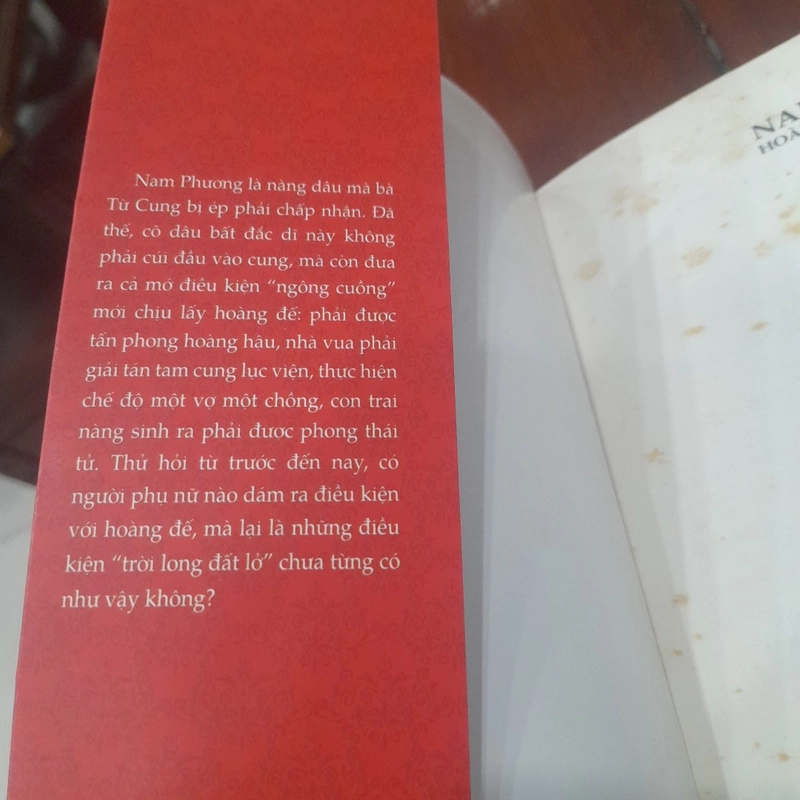 Nam Phương là nàng dâu mà bà
Từ Cung bị ép phải chấp nhận. Đã
thế, cô dâu bất đắc dĩ này không
phải cúi đầu vào cung, mà còn đưa
ra cả mớ điều kiện “ngông cuồng”
mới chịu lấy hoàng đế: phải được
tấn phong hoàng hậu, nhà vua phải
giải tán tam cung lục viện, thực hiện
chế độ một vợ một chồng, con trai
nàng sinh ra phải được phong thái
tử. Thử hỏi từ trước đến nay, có
người phụ nữ nào dám ra điều kiện
với hoàng đế, mà lại là những điều
kiện “trời long đất lở” chưa từng có
như vậy không?